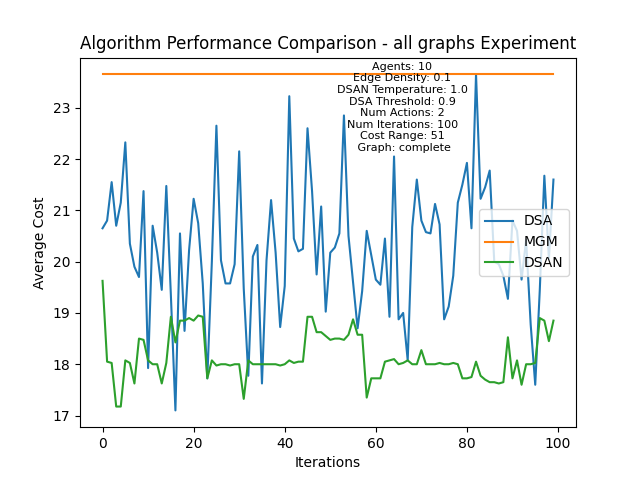 Algorithm Performance Comparison - all graphs Experiment
Agents: 10
Edge Density: 0.1
DSAN Temperature: 1.0
DSA Threshold: 0.9
Num Actions: 2
Num Iterations: 100
Cost Range: 51
Graph: complete
Average Cost
23
22
21
20
19
18
17
DSA
MGM
DSAN
0
20
40
60
80
100
Iterations